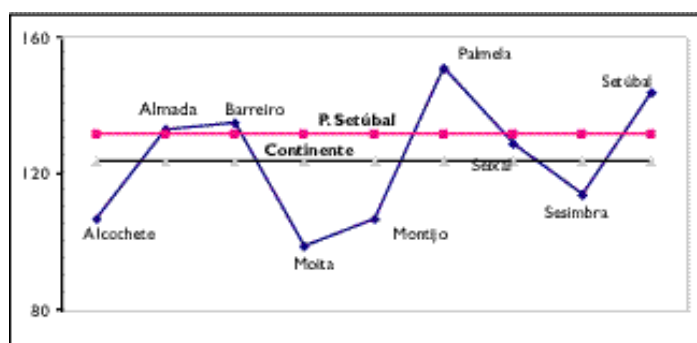 160
Palmela
Setúbal
Almada
Barreiro
P. Setúbal
Continente
120
Seixal
Sesimbra
Alcochete
Montijo
Moita
80